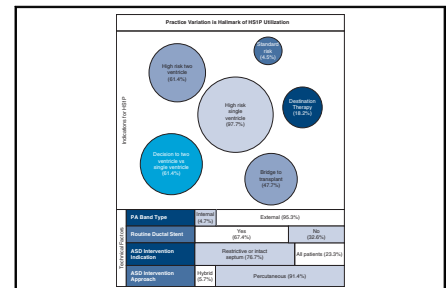 Practice Variation is Hallmark of HS1P Utilization
Indications for HS1P
Standard
risk
(4.5%)
High risk two
ventricle
(61.4%)
High risk
single
ventricle
(97.7%)
Destination
Therapy
(18.2%)
Decision to two
ventricle vs
single ventricle
(61.4%)
Bridge to
transplant
(47.7%)
Technical Factors
PA Band Type
Internal
(4.7%)
External (95.3%)
Routine Ductal Stent
Yes
(67.4%)
No
(32.6%)
ASD Intervention
Indication
Restrictive or intact
septum (76.7%)
All patients (23.3%)
ASD Intervention
Approach
Hybrid
(5.7%)
Percutaneous (91.4%)